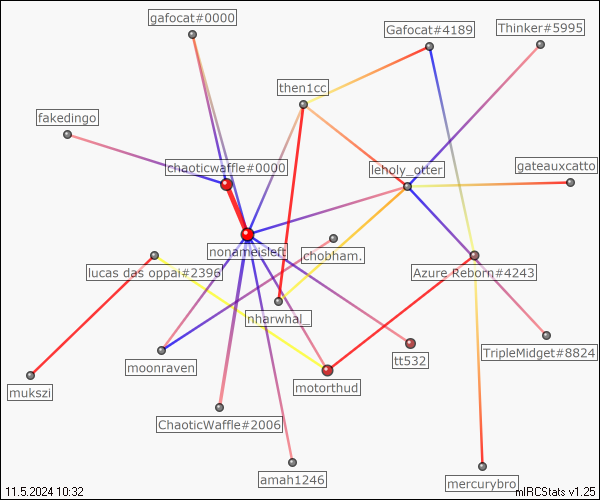 gafocat#0000
Gafocat#4189
Thinker#5995
then1cc
fakedingo
chaoticwaffle#0000
leholy_otter
gateauxcatto
nonameisleft
chobham.
lucas das oppai#2396
Azure Reborn#4243
nharwhal_
moonraven
tt532
TripleMidget#8824
mukszi
motorthud
ChaoticWaffle#2006
amah1246
mercurybro
11.5.2024 10:32
mIRCStats v1.25